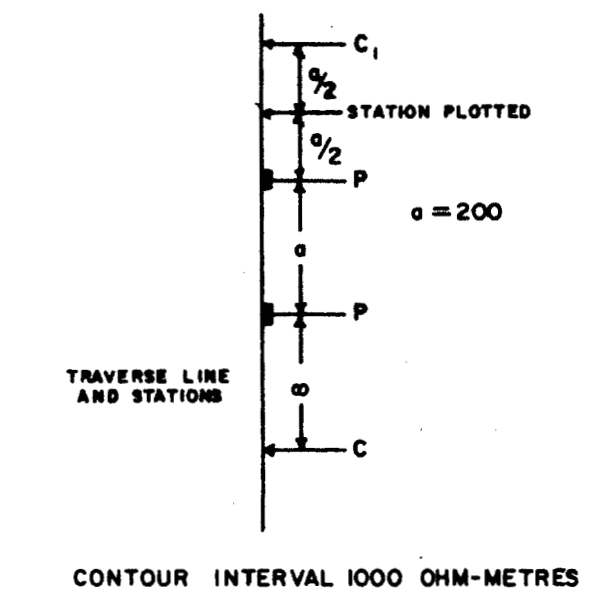 C₁
a/2
STATION PLOTTED
a/2
P
a = 200
a
P
TRAVERSE LINE
AND STATIONS
∞
C
CONTOUR INTERVAL 1000 OHM-METRES